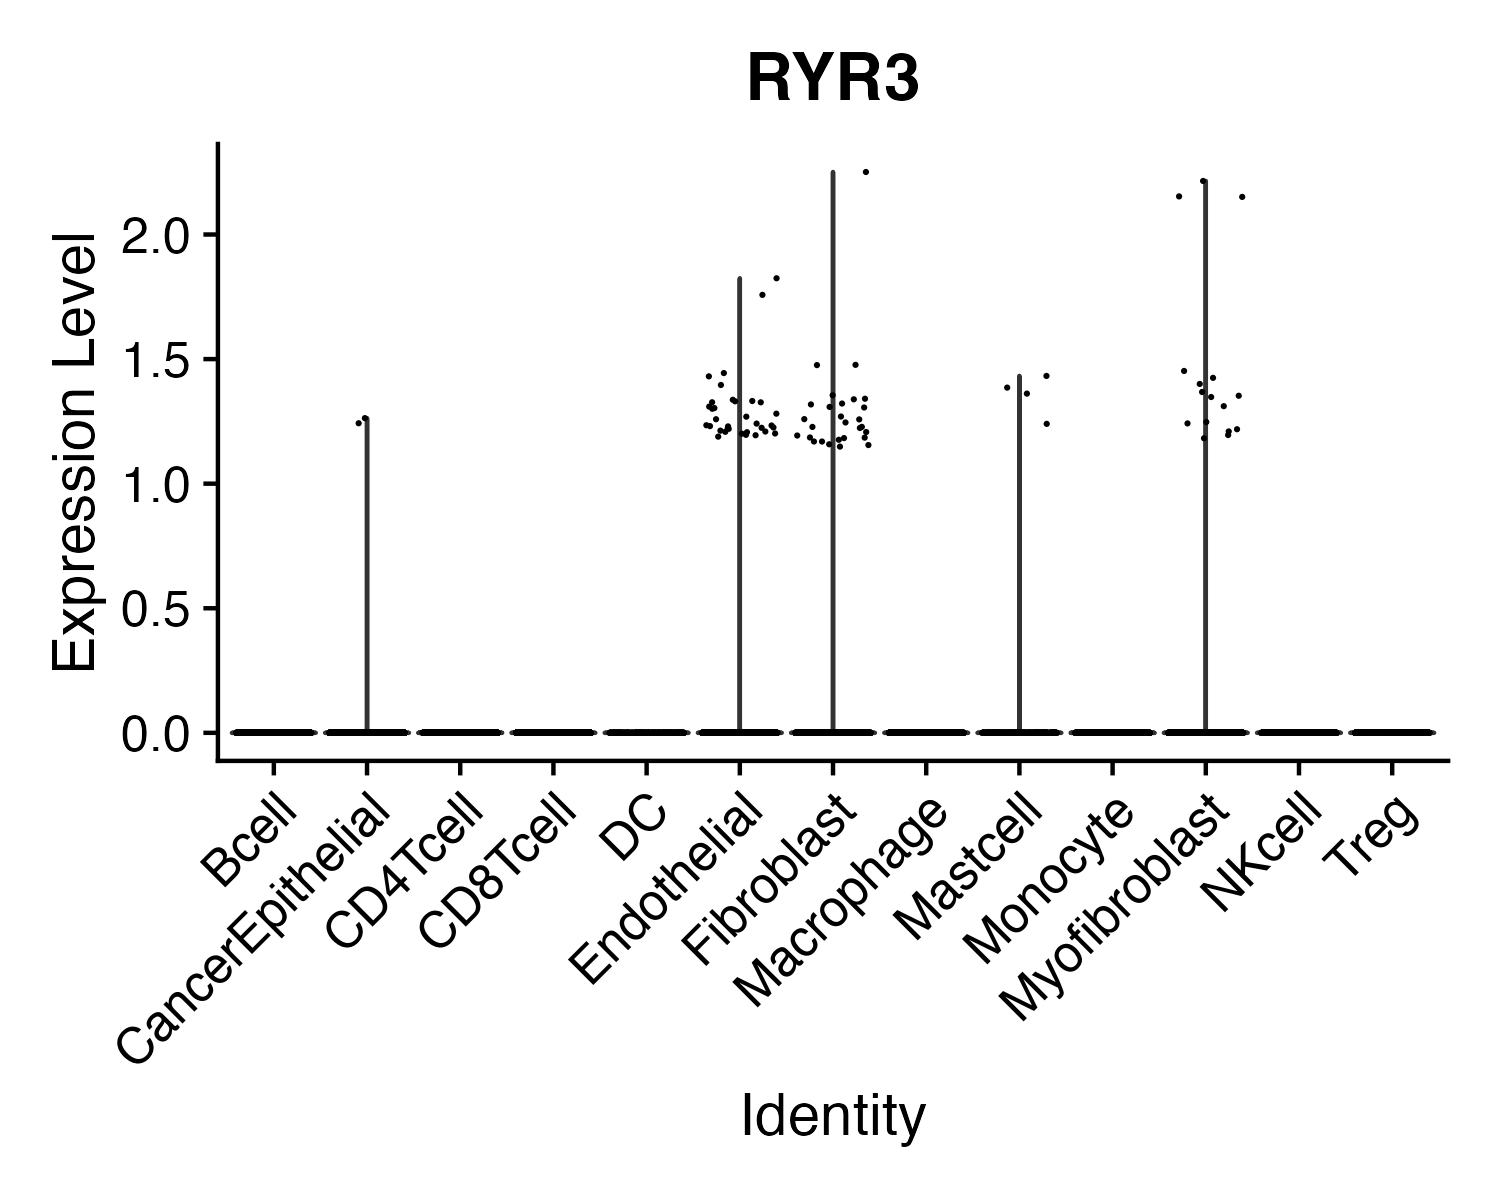 RYR3
Expression Level
2.0
1.5
1.0
0.5
0.0
Bcell
CancerEpithelial
CD4Tcell
CD8Tcell
DC
Endothelial
Fibroblast
Macrophage
Mastcell
Monocyte
Myofibroblast
NKcell
Treg
Identity